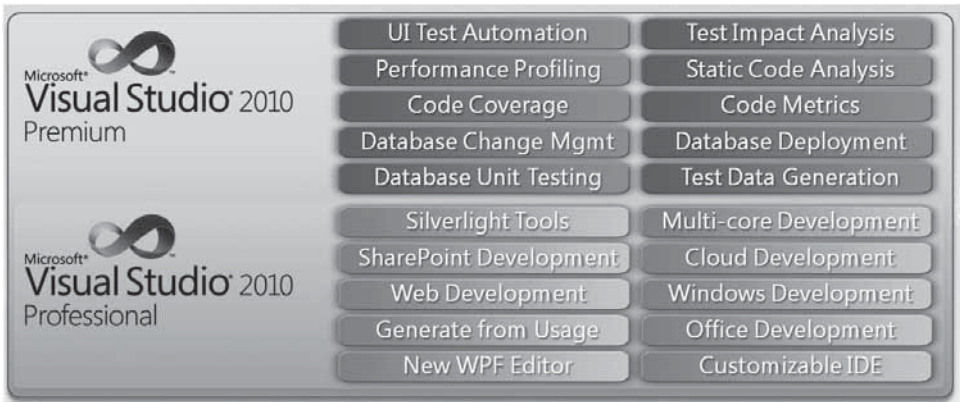 Microsoft®
Visual Studio® 2010
Premium
UI Test Automation
Test Impact Analysis
Performance Profiling
Static Code Analysis
Code Coverage
Code Metrics
Database Change Mgmt
Database Deployment
Database Unit Testing
Test Data Generation
Microsoft®
Visual Studio® 2010
Professional
Silverlight Tools
Multi-core Development
SharePoint Development
Cloud Development
Web Development
Windows Development
Generate from Usage
Office Development
New WPF Editor
Customizable IDE